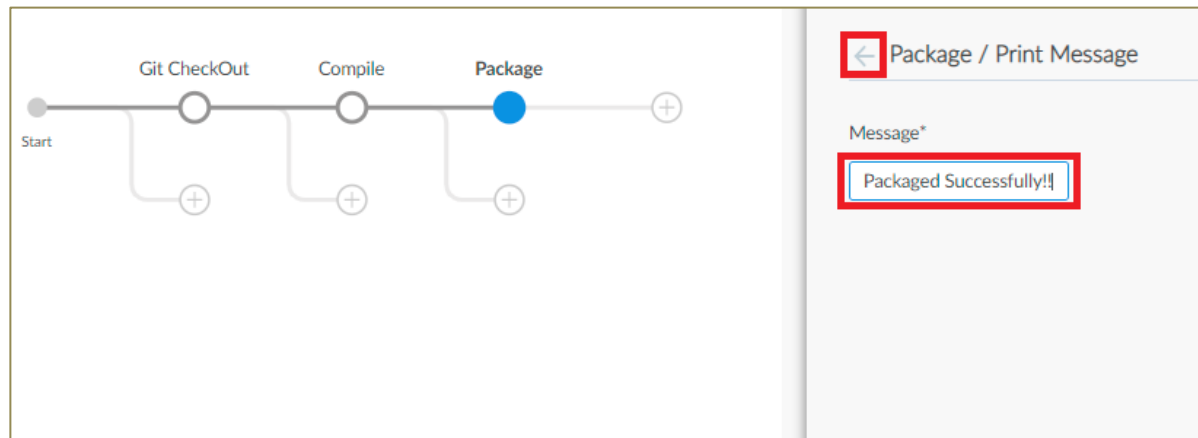 Git CheckOut
Compile
Package
Start
Package / Print Message
Message*
Packaged Successfully!!